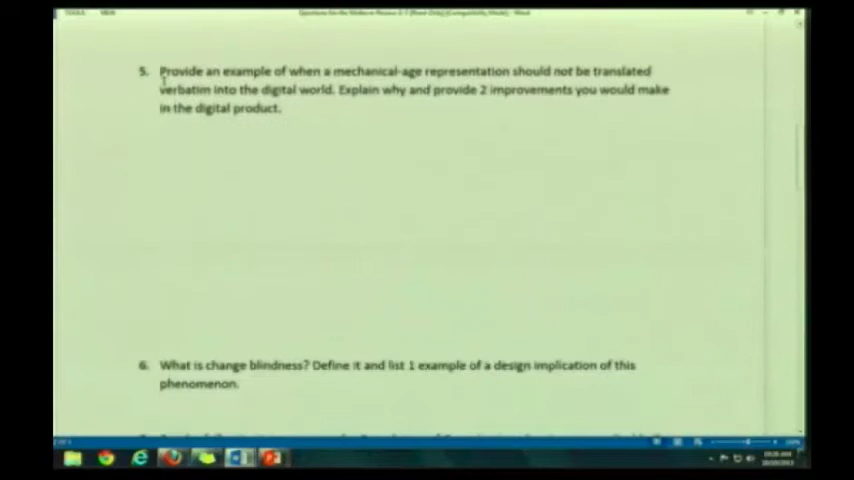 TOOLS VIEW
5. Provide an example of when a mechanical-age representation should not be translated
verbatim into the digital world. Explain why and provide 2 improvements you would make
in the digital product.
6. What is change blindness? Define it and list 1 example of a design implication of this
phenomenon.